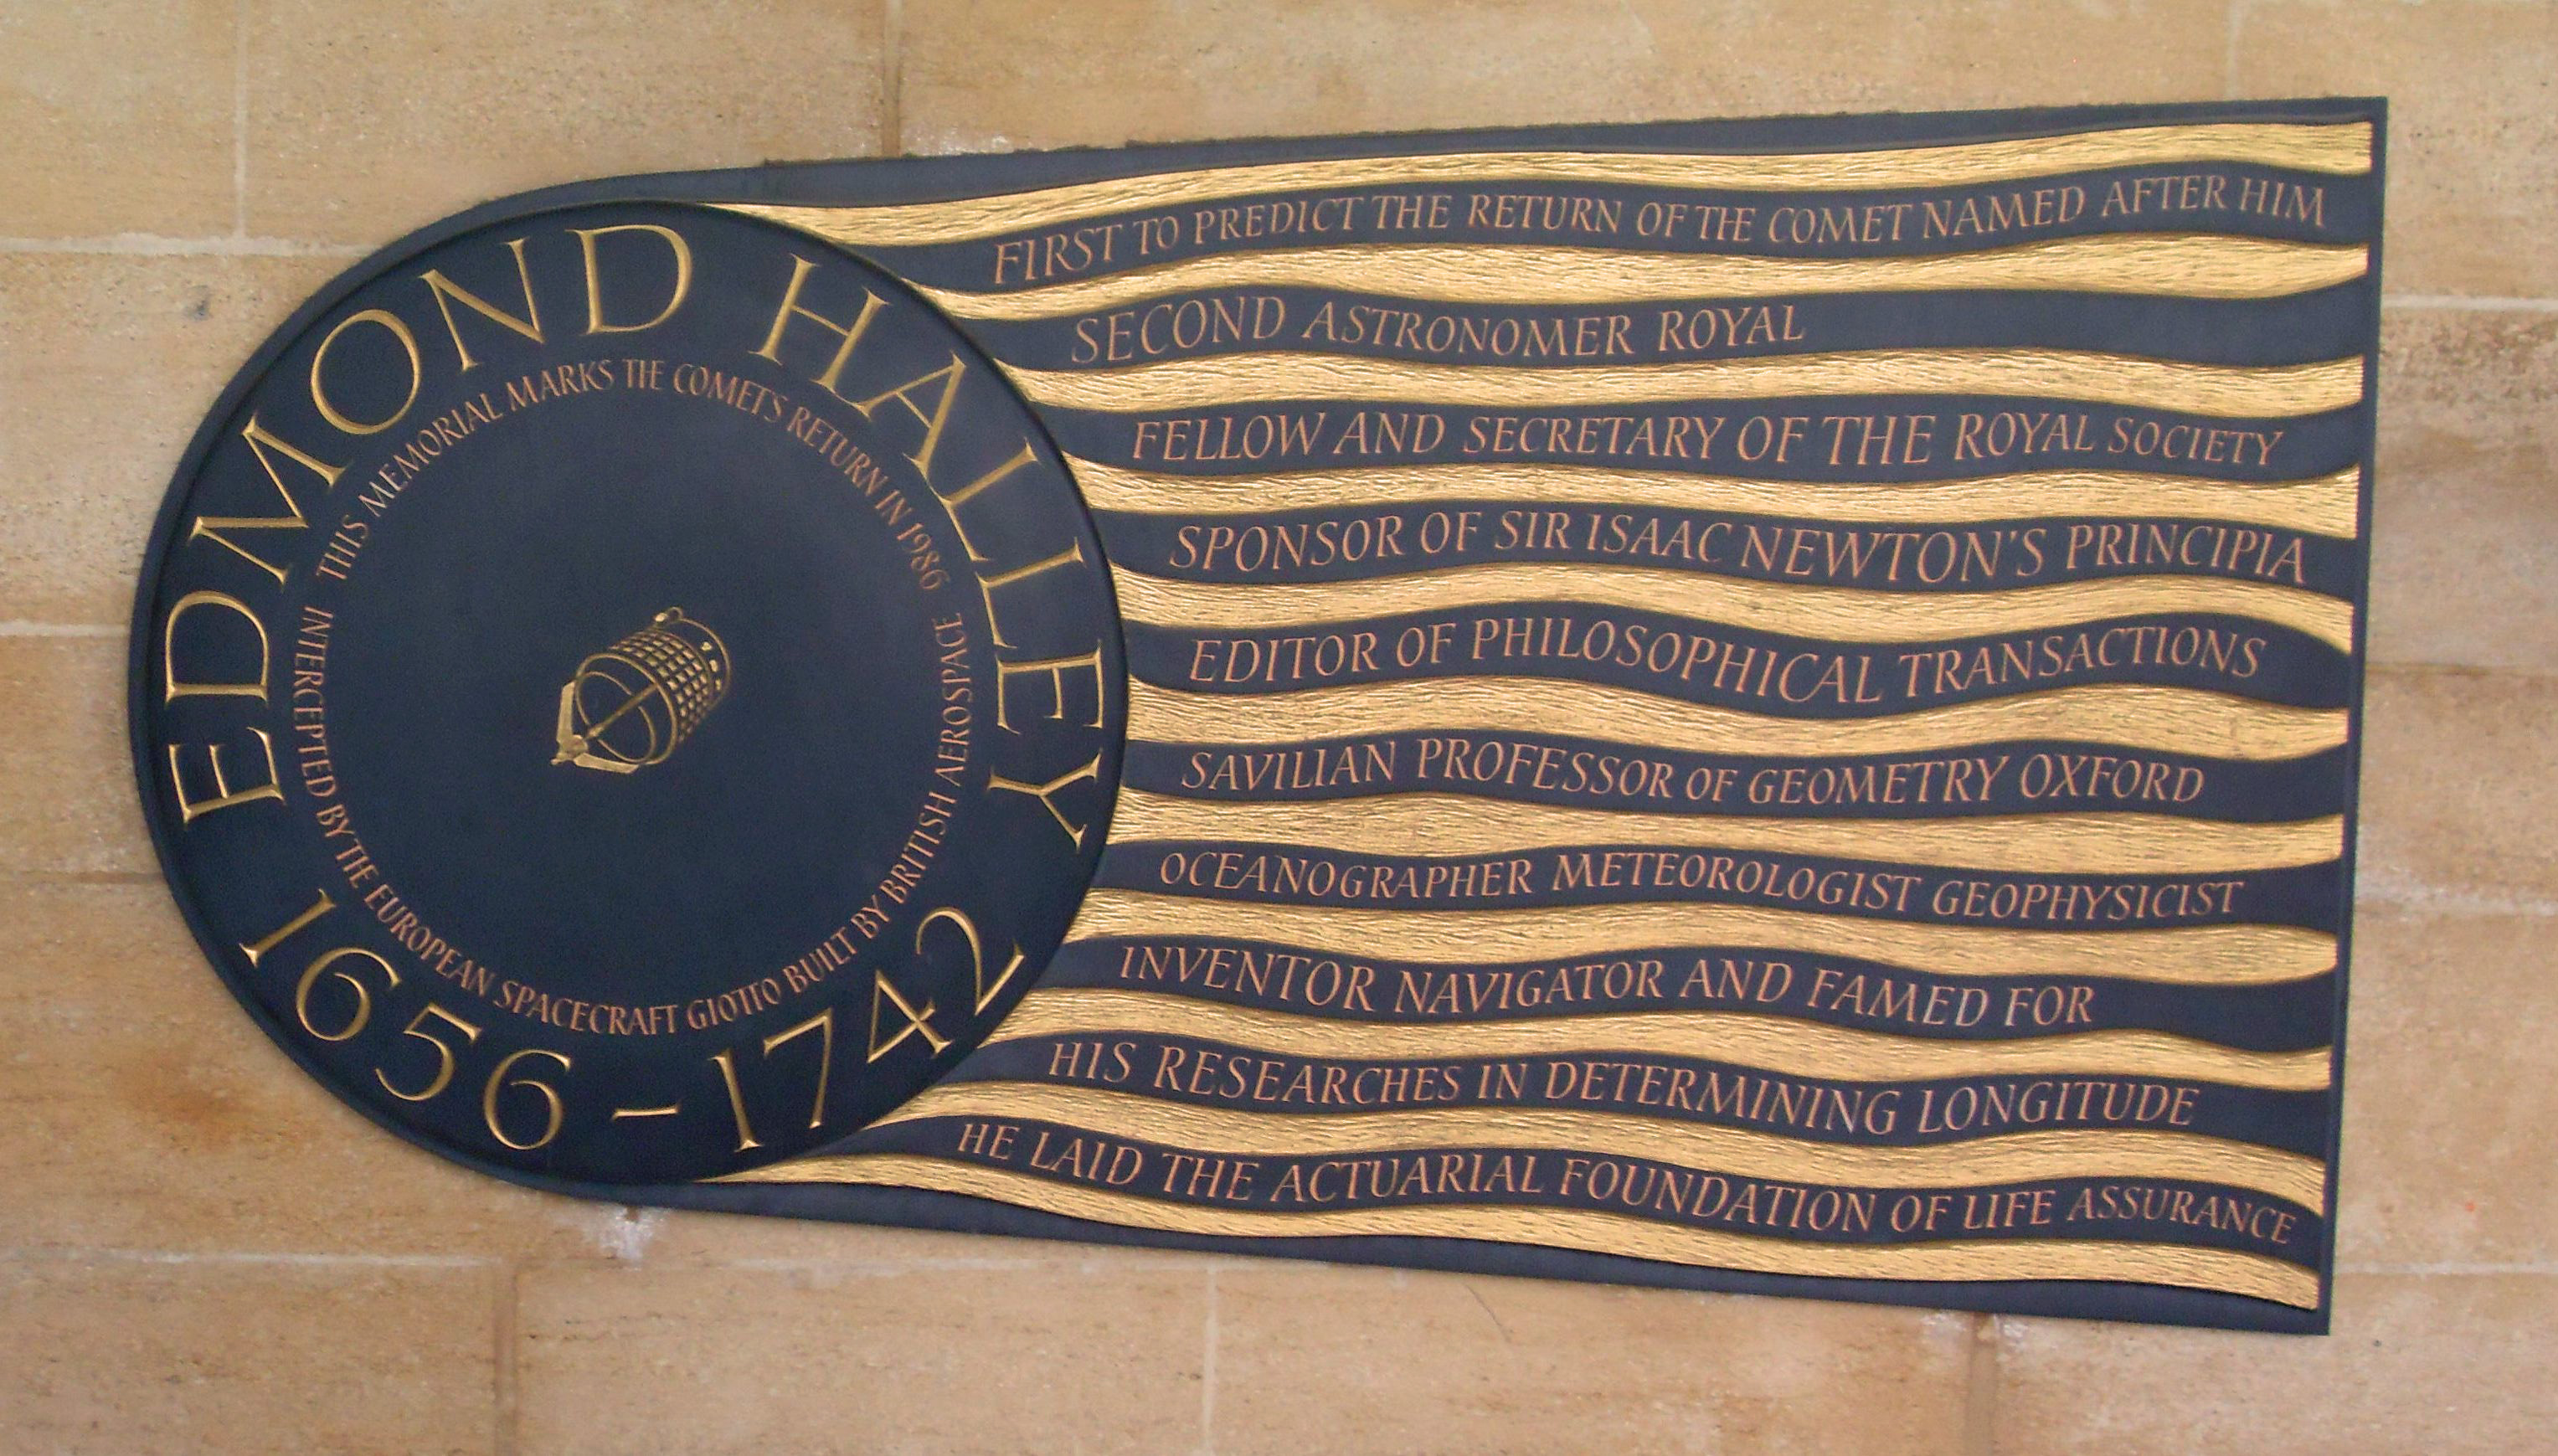 EDMOND HALLEY
1656 - 1742
THIS MEMORIAL MARKS THE COMET'S RETURN IN 1986
INTERCEPTED BY THE EUROPEAN SPACECRAFT GIOTTO BUILT BY BRITISH AEROSPACE
FIRST TO PREDICT THE RETURN OF THE COMET NAMED AFTER HIM
SECOND ASTRONOMER ROYAL
FELLOW AND SECRETARY OF THE ROYAL SOCIETY
SPONSOR OF SIR ISAAC NEWTON'S PRINCIPIA
EDITOR OF PHILOSOPHICAL TRANSACTIONS
SAVILIAN PROFESSOR OF GEOMETRY OXFORD
OCEANOGRAPHER METEOROLOGIST GEOPHYSICIST
INVENTOR NAVIGATOR AND FAMED FOR
HIS RESEARCHES IN DETERMINING LONGITUDE
HE LAID THE ACTUARIAL FOUNDATION OF LIFE ASSURANCE